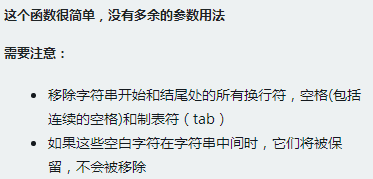 这个函数很简单，没有多余的参数用法
需要注意：
• 移除字符串开始和结尾处的所有换行符，空格(包括
连续的空格)和制表符（tab）
• 如果这些空白字符在字符串中间时，它们将被保
留，不会被移除